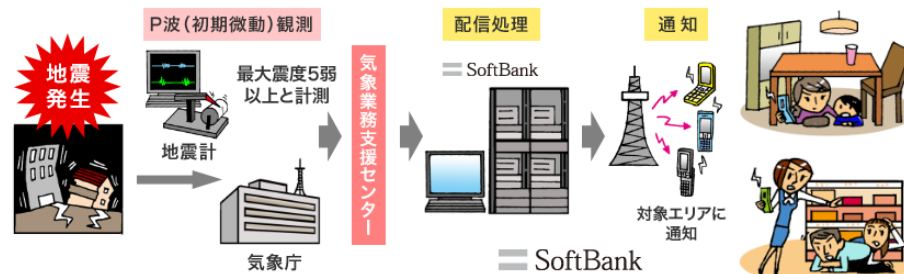 地震
発生
P波(初期微動)観測
最大震度5弱
以上と計測
地震計
気象庁
気象業務支援センター
配信処理
SoftBank
通知
対象エリアに
通知
SoftBank